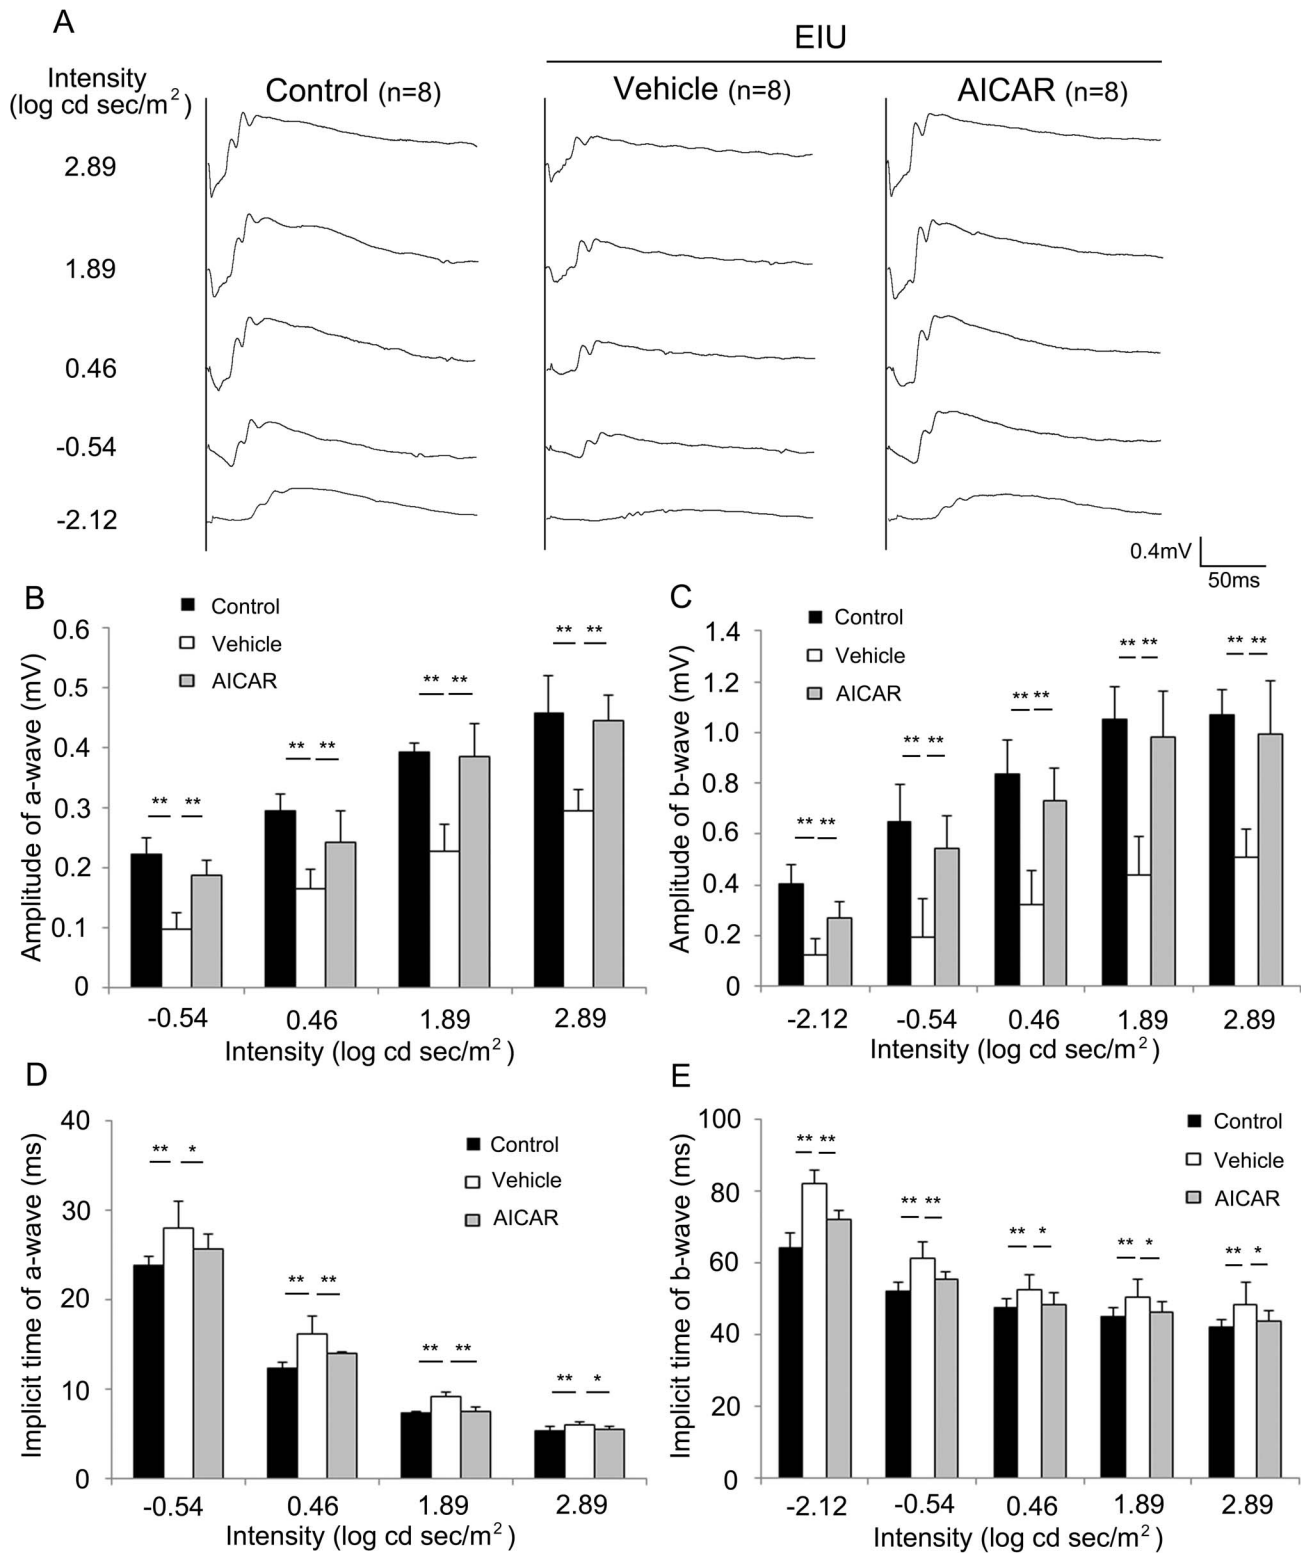 A
EIU
Intensity
(log cd sec/m²)
Control (n=8)
Vehicle (n=8)
AICAR (n=8)
2.89
1.89
0.46
-0.54
-2.12
0.4mV
50ms
B
Control
Vehicle
AICAR
Amplitude of a-wave (mV)
0.6
0.5
0.4
0.3
0.2
0.1
0
** **
** **
** **
** **
-0.54 0.46 1.89 2.89
Intensity (log cd sec/m²)
C
Control
Vehicle
AICAR
Amplitude of b-wave (mV)
1.4
1.2
1.0
0.8
0.6
0.4
0.2
0
** **
** **
** **
** **
** **
-2.12 -0.54 0.46 1.89 2.89
Intensity (log cd sec/m²)
D
Control
Vehicle
AICAR
Implicit time of a-wave (ms)
40
30
20
10
0
** *
** **
** **
** *
-0.54 0.46 1.89 2.89
Intensity (log cd sec/m²)
E
Control
Vehicle
AICAR
Implicit time of b-wave (ms)
100
80
60
40
20
0
** **
** **
** *
** *
** *
-2.12 -0.54 0.46 1.89 2.89
Intensity (log cd sec/m²)